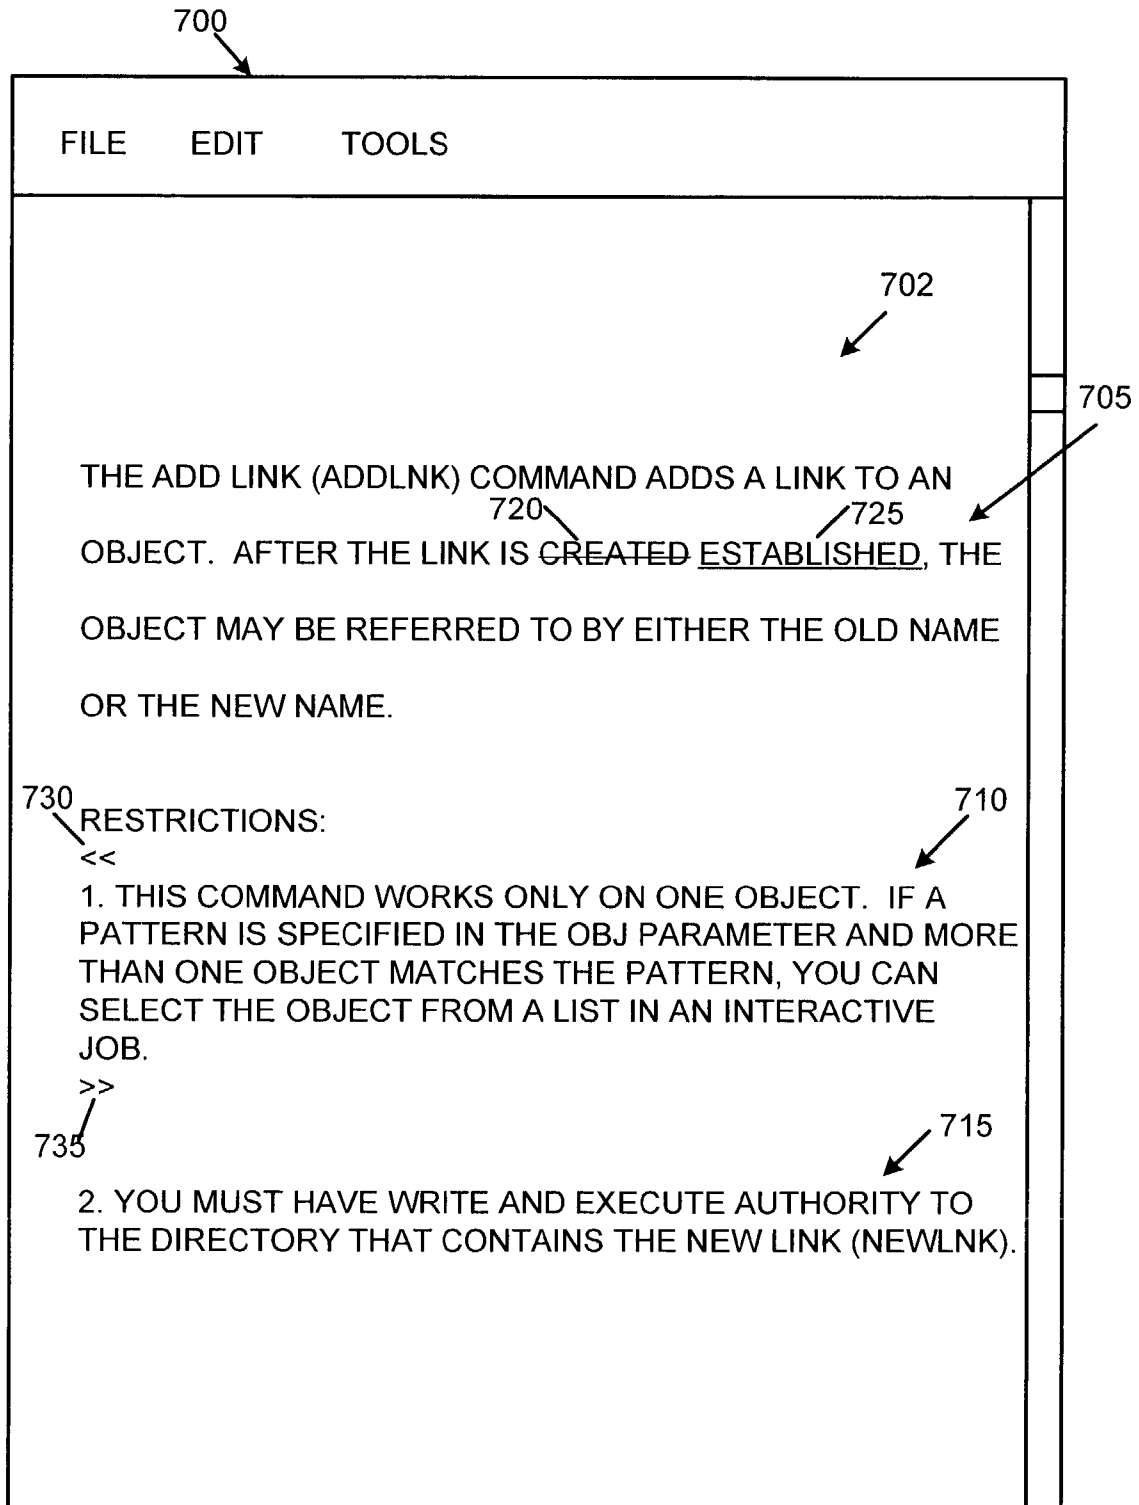 700
FILE EDIT TOOLS
702
705
THE ADD LINK (ADDLNK) COMMAND ADDS A LINK TO AN
720 725
OBJECT. AFTER THE LINK IS CREATED ESTABLISHED, THE
OBJECT MAY BE REFERRED TO BY EITHER THE OLD NAME
OR THE NEW NAME.
730 710
RESTRICTIONS:
<<
1. THIS COMMAND WORKS ONLY ON ONE OBJECT. IF A
PATTERN IS SPECIFIED IN THE OBJ PARAMETER AND MORE
THAN ONE OBJECT MATCHES THE PATTERN, YOU CAN
SELECT THE OBJECT FROM A LIST IN AN INTERACTIVE
JOB.
>>
735 715
2. YOU MUST HAVE WRITE AND EXECUTE AUTHORITY TO
THE DIRECTORY THAT CONTAINS THE NEW LINK (NEWLNK).